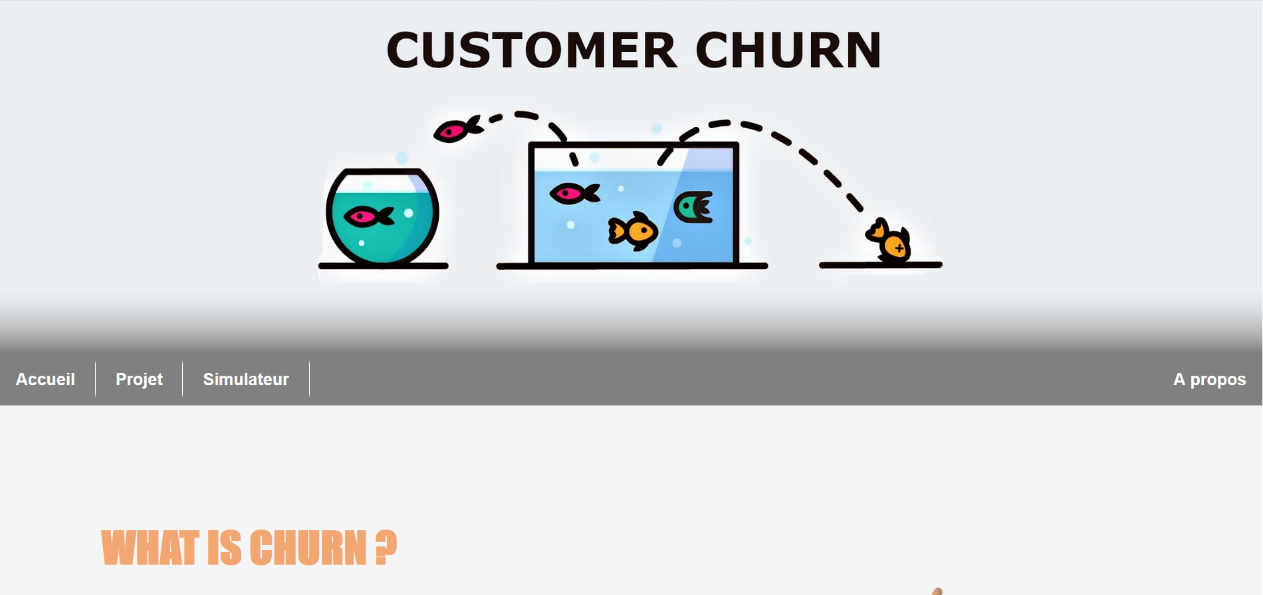 CUSTOMER CHURN
Accueil
Projet
Simulateur
A propos
WHAT IS CHURN ?